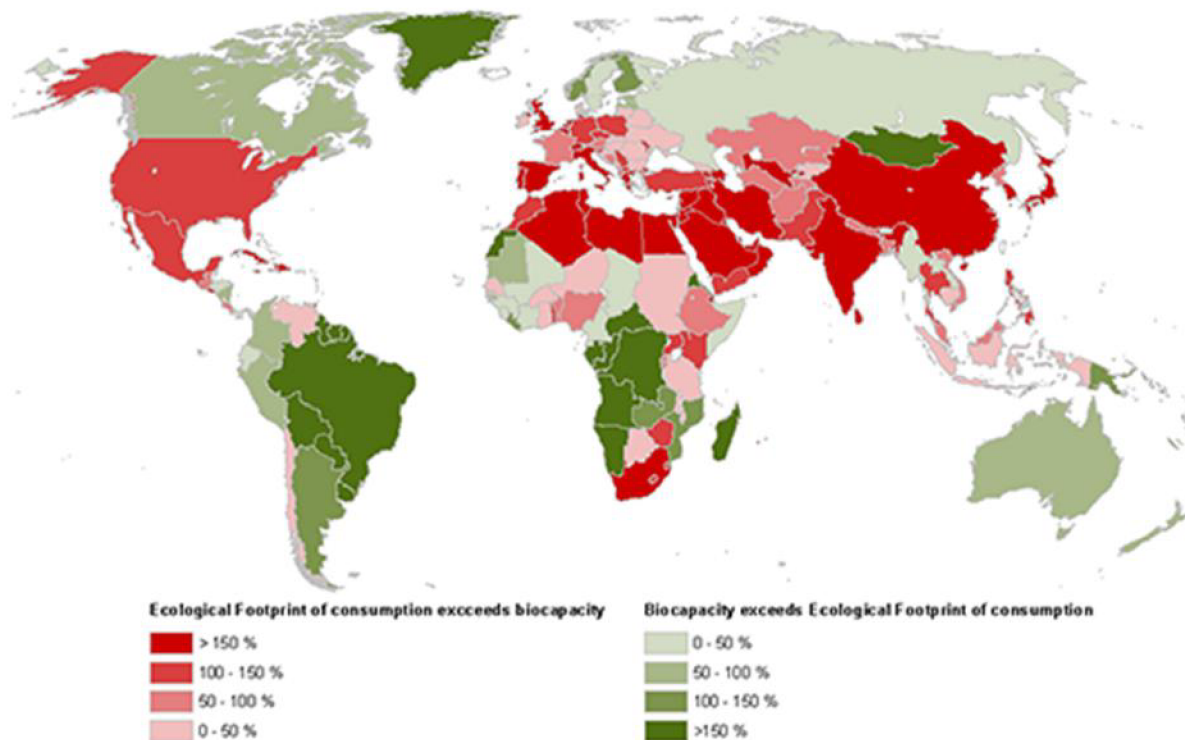 Ecological Footprint of consumption excceeds biocapacity
> 150 %
100 - 150 %
50 - 100 %
0 - 50 %
Biocapacity exceeds Ecological Footprint of consumption
0 - 50 %
50 - 100 %
100 - 150 %
>150 %